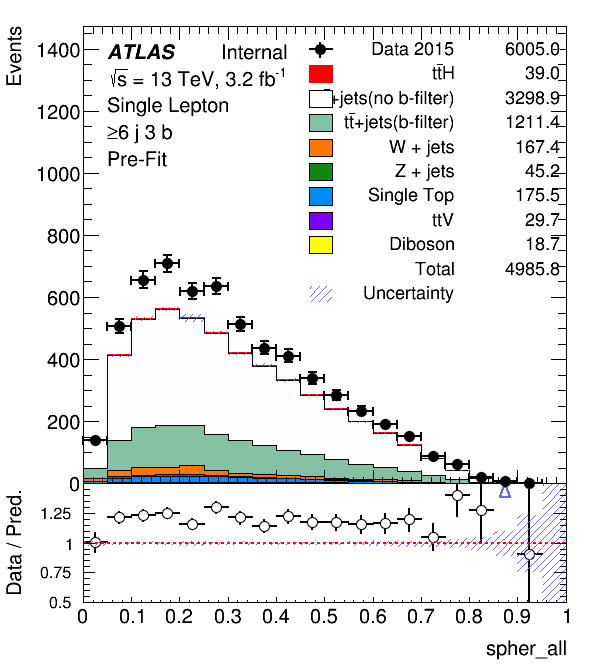 Events
1400
1200
1000
800
600
400
200
0
ATLAS Internal
√s = 13 TeV, 3.2 fb⁻¹
Single Lepton
≥6 j 3 b
Pre-Fit
Data 2015 6005.0
tt̄H 39.0
+jets(no b-filter) 3298.9
tt̄+jets(b-filter) 1211.4
W + jets 167.4
Z + jets 45.2
Single Top 175.5
ttV 29.7
Diboson 18.7
Total 4985.8
Uncertainty
Data / Pred.
1.25
1
0.75
0.5
0 0.1 0.2 0.3 0.4 0.5 0.6 0.7 0.8 0.9 1
spher_all